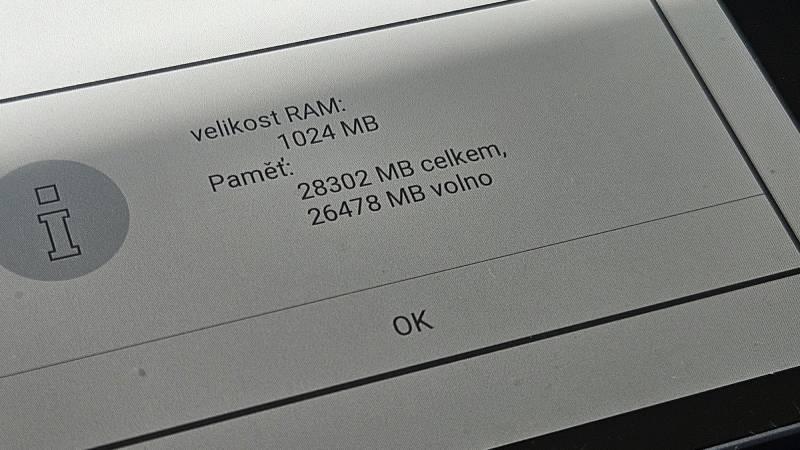 velikost RAM:
1024 MB
Paměť:
28302 MB celkem,
26478 MB volno
OK